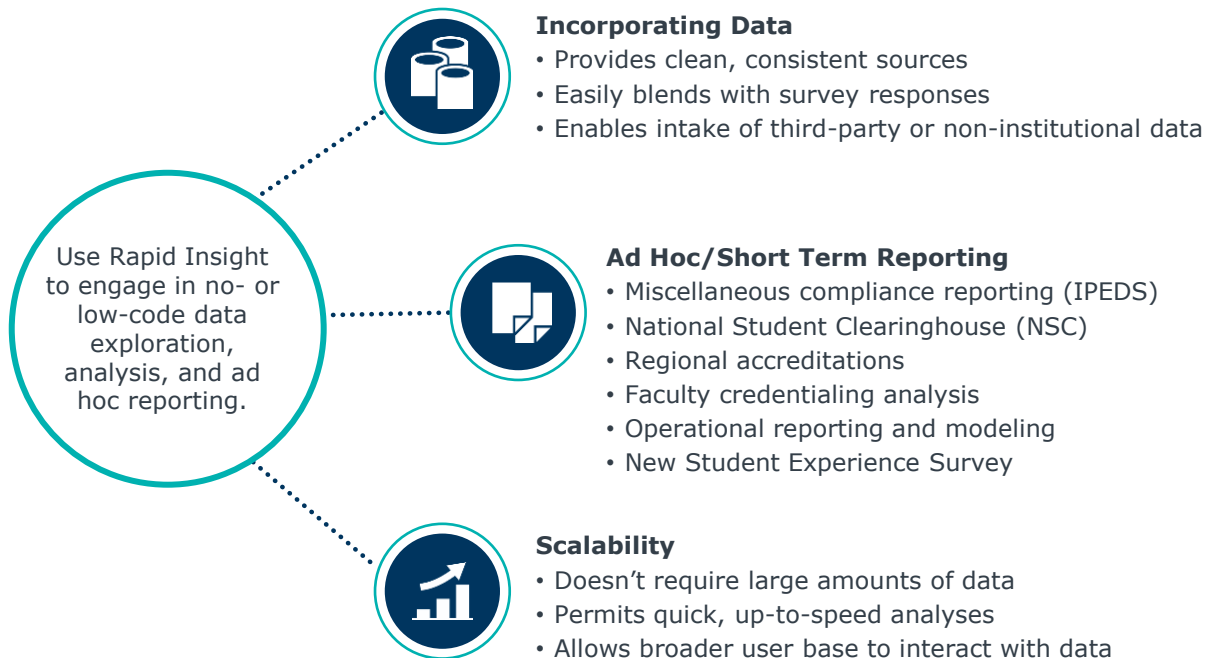 Incorporating Data
• Provides clean, consistent sources
• Easily blends with survey responses
• Enables intake of third-party or non-institutional data
Use Rapid Insight
to engage in no- or
low-code data
exploration,
analysis, and ad
hoc reporting.
Ad Hoc/Short Term Reporting
• Miscellaneous compliance reporting (IPEDS)
• National Student Clearinghouse (NSC)
• Regional accreditations
• Faculty credentialing analysis
• Operational reporting and modeling
• New Student Experience Survey
Scalability
• Doesn’t require large amounts of data
• Permits quick, up-to-speed analyses
• Allows broader user base to interact with data